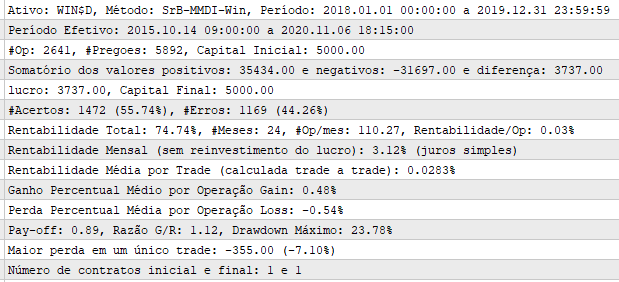 Ativo: WIN$D, Método: SrB-MMDI-Win, Período: 2018.01.01 00:00:00 a 2019.12.31 23:59:59
Período Efetivo: 2015.10.14 09:00:00 a 2020.11.06 18:15:00
#Op: 2641, #Pregoes: 5892, Capital Inicial: 5000.00
Somatório dos valores positivos: 35434.00 e negativos: -31697.00 e diferença: 3737.00
lucro: 3737.00, Capital Final: 5000.00
#Acertos: 1472 (55.74%), #Erros: 1169 (44.26%)
Rentabilidade Total: 74.74%, #Meses: 24, #Op/mes: 110.27, Rentabilidade/Op: 0.03%
Rentabilidade Mensal (sem reinvestimento do lucro): 3.12% (juros simples)
Rentabilidade Média por Trade (calculada trade a trade): 0.0283%
Ganho Percentual Médio por Operação Gain: 0.48%
Perda Percentual Média por Operação Loss: -0.54%
Pay-off: 0.89, Razão G/R: 1.12, Drawdown Máximo: 23.78%
Maior perda em um único trade: -355.00 (-7.10%)
Número de contratos inicial e final: 1 e 1